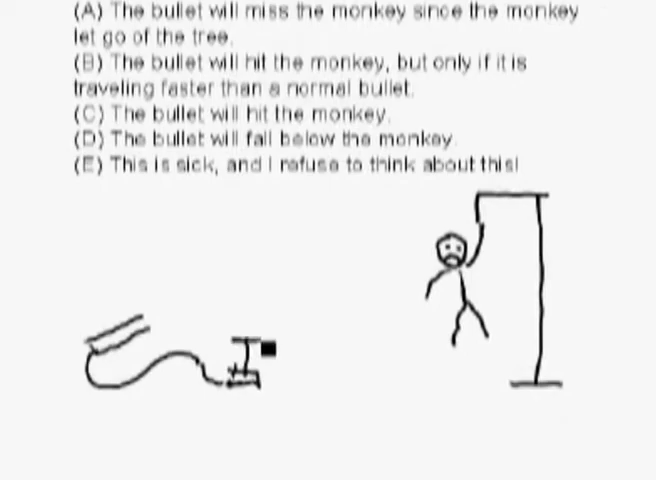 (A) The bullet will miss the monkey since the monkey
let go of the tree.
(B) The bullet will hit the monkey, but only if it is
traveling faster than a normal bullet.
(C) The bullet will hit the monkey.
(D) The bullet will fall below the monkey.
(E) This is sick, and I refuse to think about this!